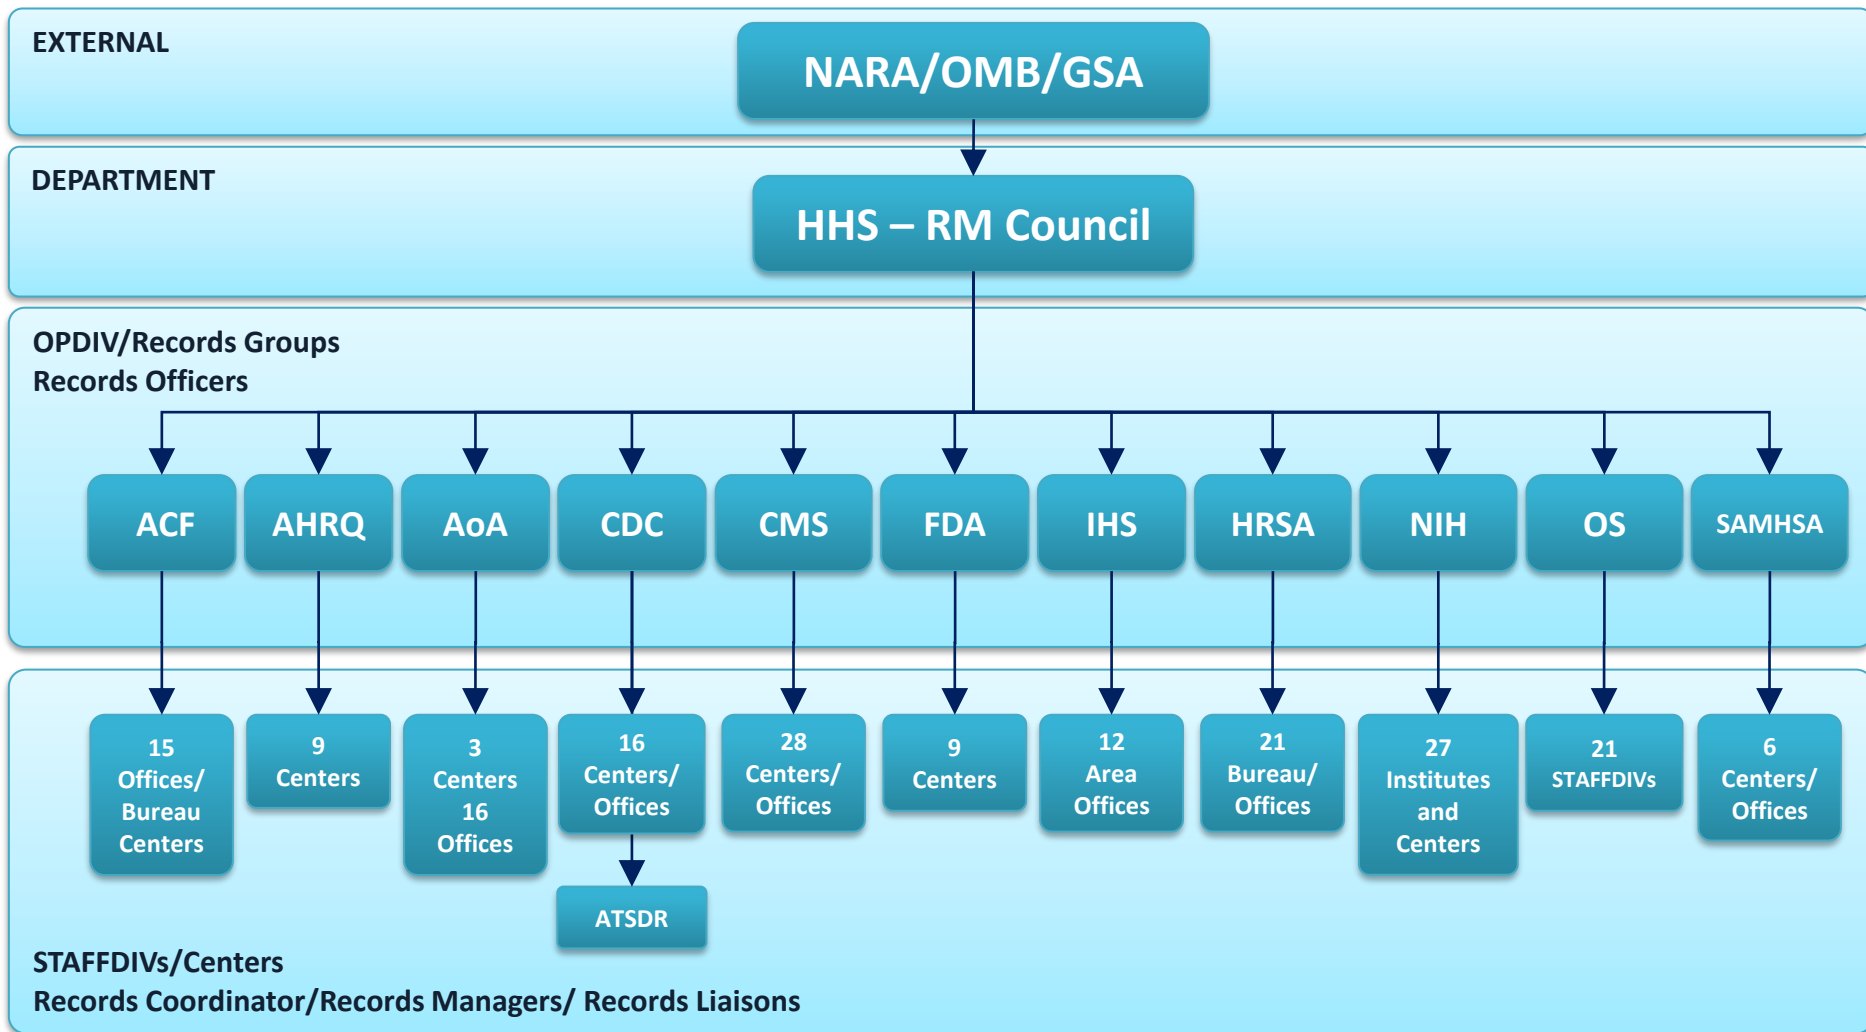 EXTERNAL
NARA/OMB/GSA
DEPARTMENT
HHS – RM Council
OPDIV/Records Groups
Records Officers
ACF
AHRQ
AoA
CDC
CMS
FDA
IHS
HRSA
NIH
OS
SAMHSA
15
Offices/
Bureau
Centers
9
Centers
3
Centers
16
Offices
16
Centers/
Offices
28
Centers/
Offices
9
Centers
12
Area
Offices
21
Bureau/
Offices
27
Institutes
and
Centers
21
STAFFDIVs
6
Centers/
Offices
ATSDR
STAFFDIVs/Centers
Records Coordinator/Records Managers/ Records Liaisons